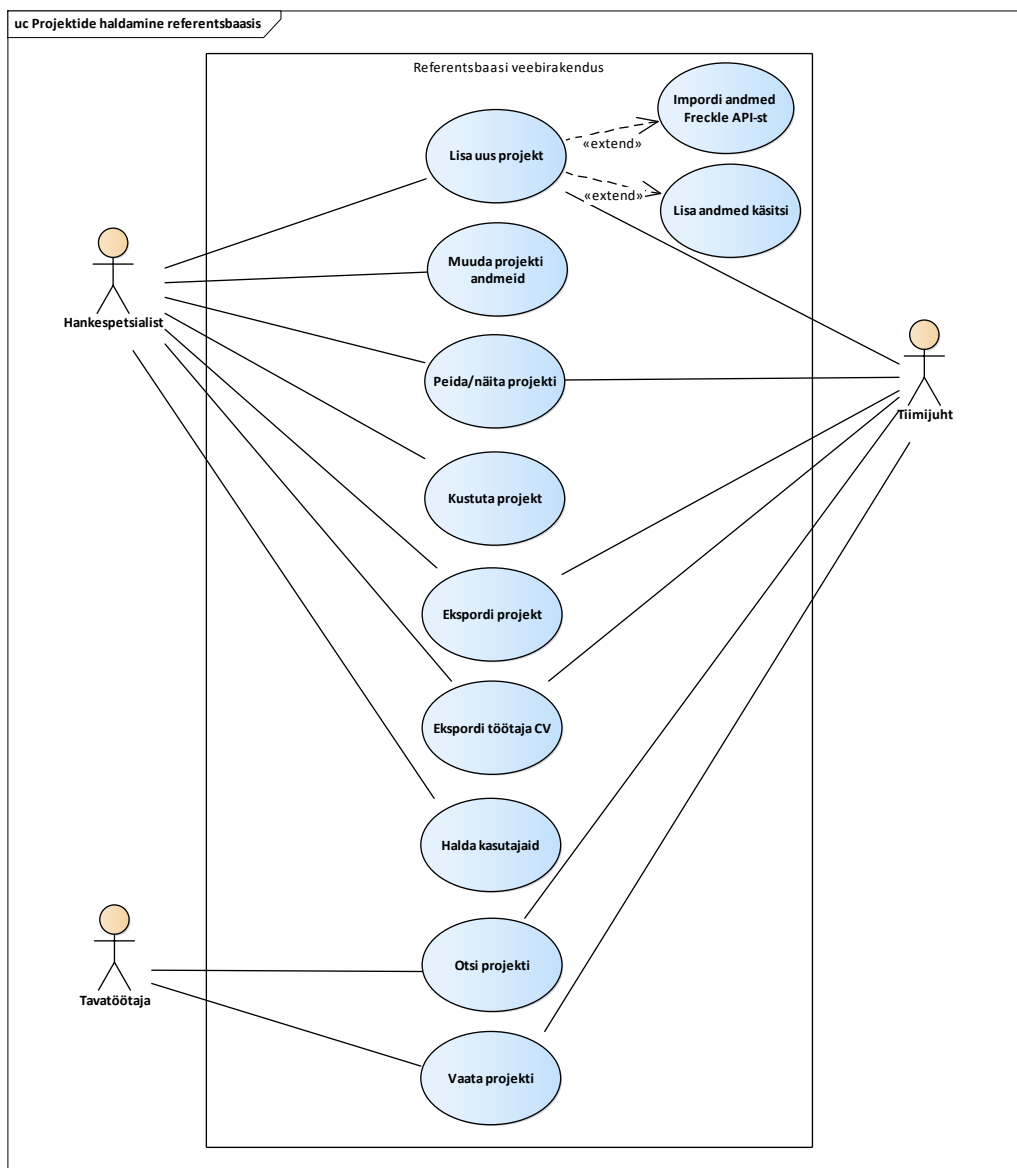 uc Projektide haldamine referentsbaasis
Referentsbaasi veebirakendus
Impordi andmed
Freckle API-st
Lisa uus projekt
«extend»
«extend»
Lisa andmed käsitsi
Muuda projekti
andmeid
Hankespetsialist
Peida/näita projekti
Tiimijuht
Kustuta projekt
Ekspordi projekt
Ekspordi töötaja CV
Halda kasutajaid
Otsi projekti
Tavatöötaja
Vaata projekti